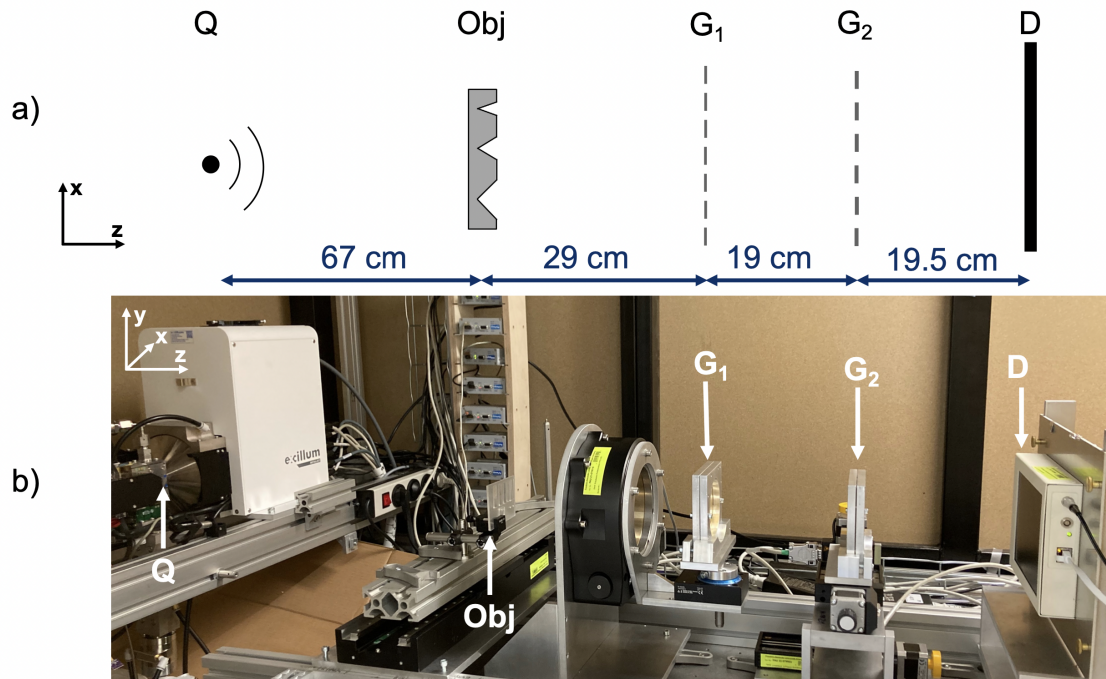 Q Obj G₁ G₂ D
a)
x
z
67 cm 29 cm 19 cm 19.5 cm
y
x
z
G₁ G₂ D
excillum
b)
Q
Obj